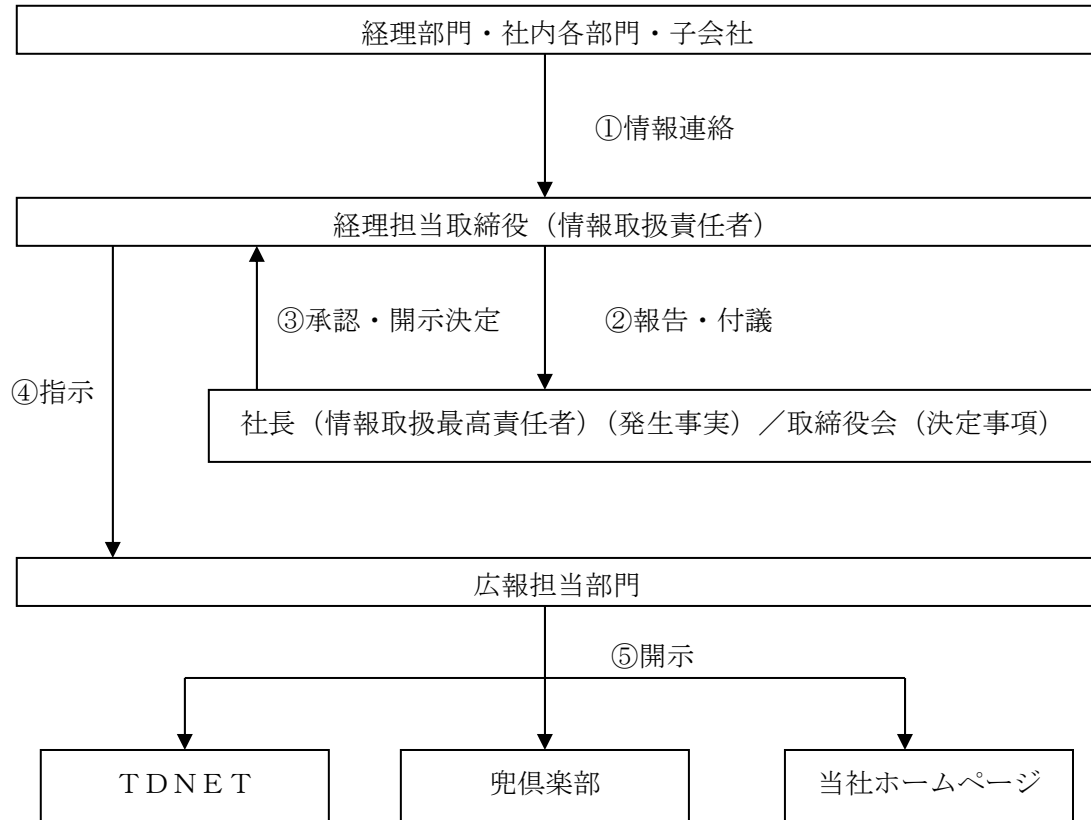 経理部門・社内各部門・子会社
①情報連絡
経理担当取締役（情報取扱責任者）
③承認・開示決定
②報告・付議
④指示
社長（情報取扱最高責任者）（発生事実）／取締役会（決定事項）
広報担当部門
⑤開示
ＴＤＮＥＴ
兜倶楽部
当社ホームページ